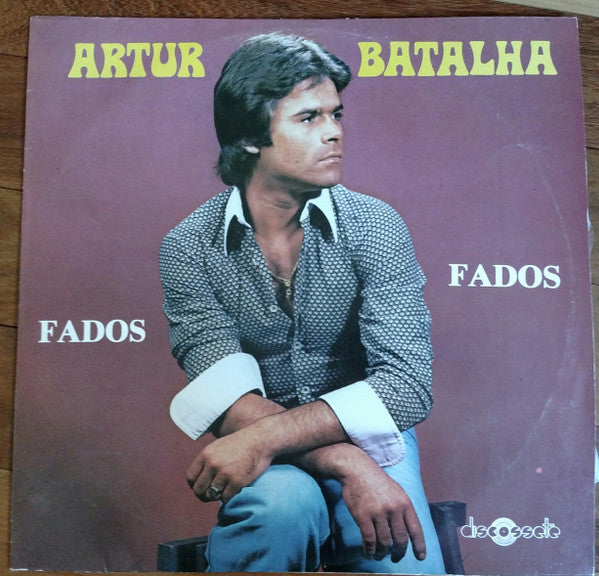 ARTUR BATALHA
FADOS
FADOS
discossete